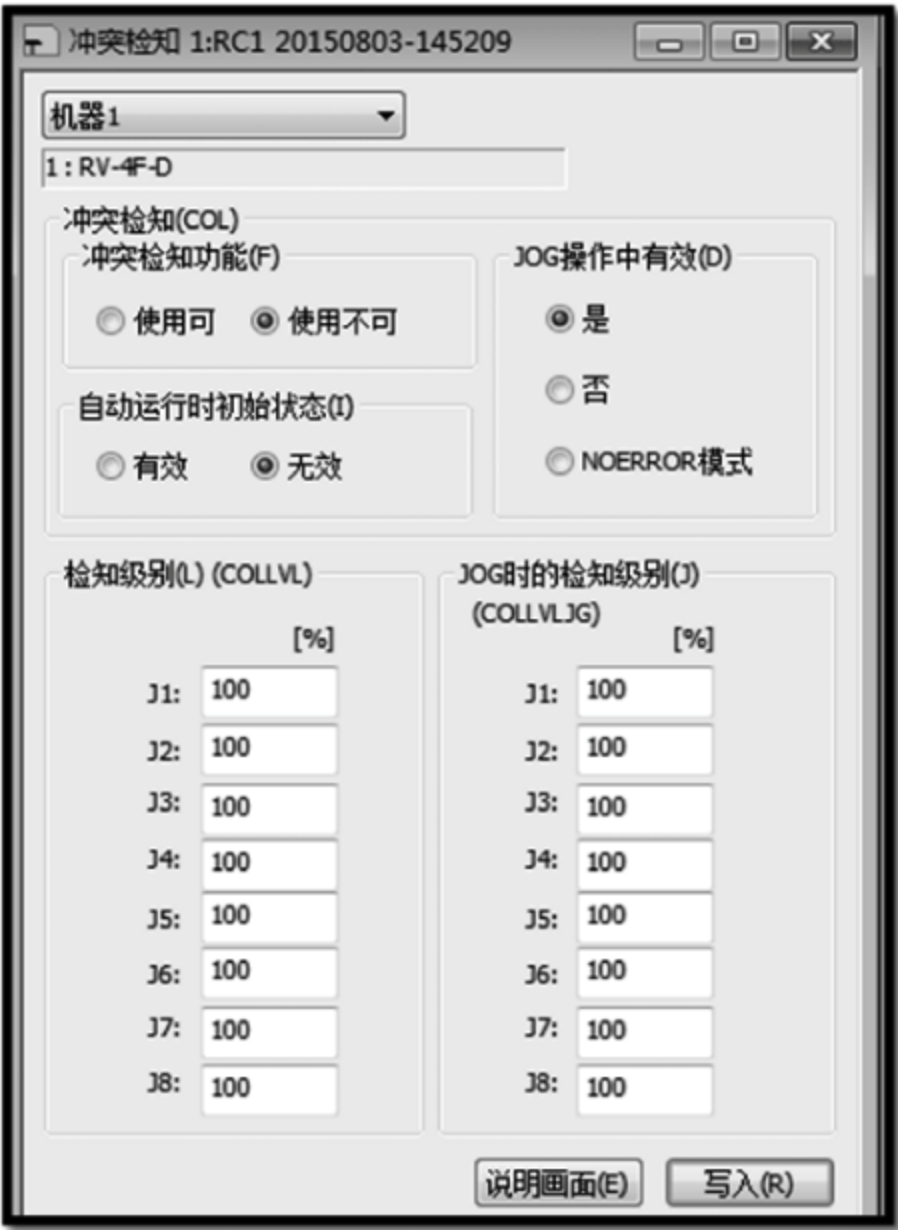 冲突检知 1:RC1 20150803-145209
机器1
1 : RV-4F-D
冲突检知(COL)
冲突检知功能(F)
使用可 使用不可
自动运行时初始状态(I)
有效 无效
JOG操作中有效(D)
是
否
NOERROR模式
检知级别(L) (COLLVL)
[%]
J1: 100
J2: 100
J3: 100
J4: 100
J5: 100
J6: 100
J7: 100
J8: 100
JOG时的检知级别(J)
(COLLVLJG)
[%]
J1: 100
J2: 100
J3: 100
J4: 100
J5: 100
J6: 100
J7: 100
J8: 100
说明画面(E) 写入(R)